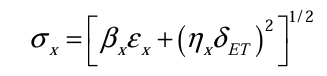 σ_x = [β_x ε_x + (η_x δ_ET)^2]^1/2